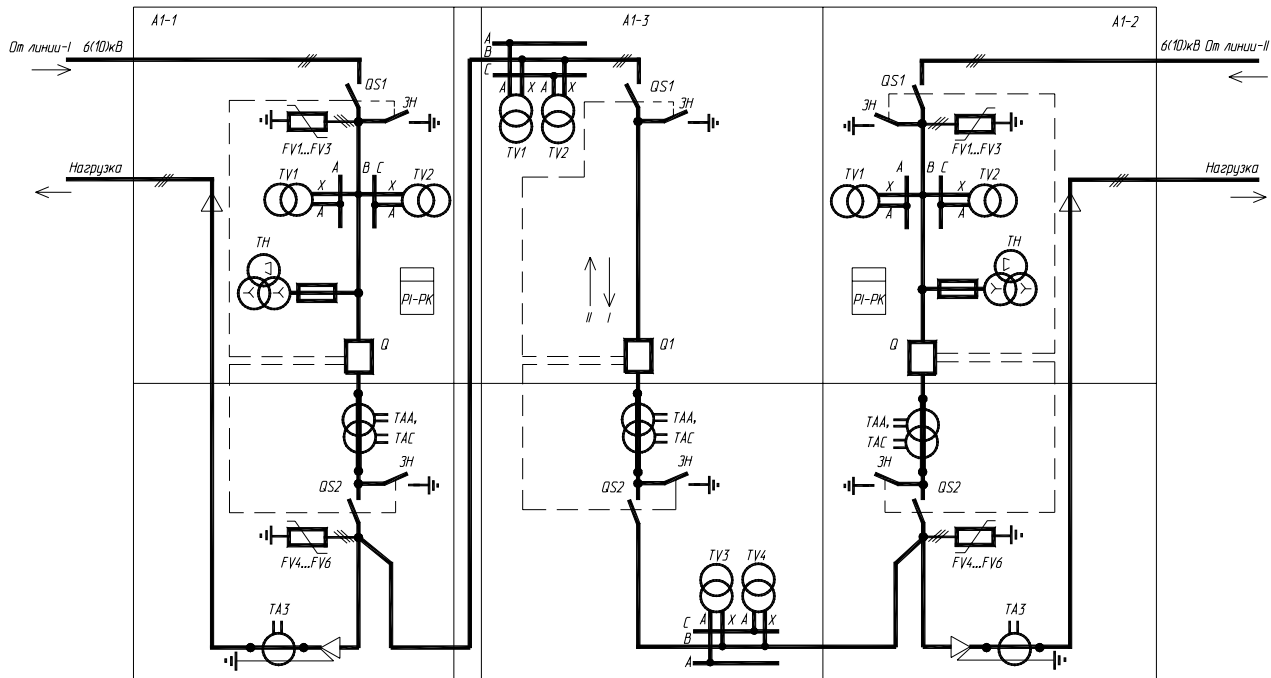 A1-1
A1-3
A1-2
От линии-I 6(10)кВ
6(10)кВ От линии-II
A
B
C
A X A X
TV1 TV2
QS1
QS1
QS1
ЗН
ЗН
ЗН
FV1...FV3
FV1...FV3
Нагрузка
Нагрузка
A B C
TV1 X TV2
A A
A B C
TV1 X TV2
A A
ТН
ТН
PI-PK
II I
PI-PK
Q
Q1
Q
TAA,
TAC
TAA,
TAC
TAA,
TAC
ЗН
ЗН
ЗН
QS2
QS2
QS2
FV4...FV6
FV4...FV6
TV3 TV4
TA3
TA3
A X A X
C
B
A